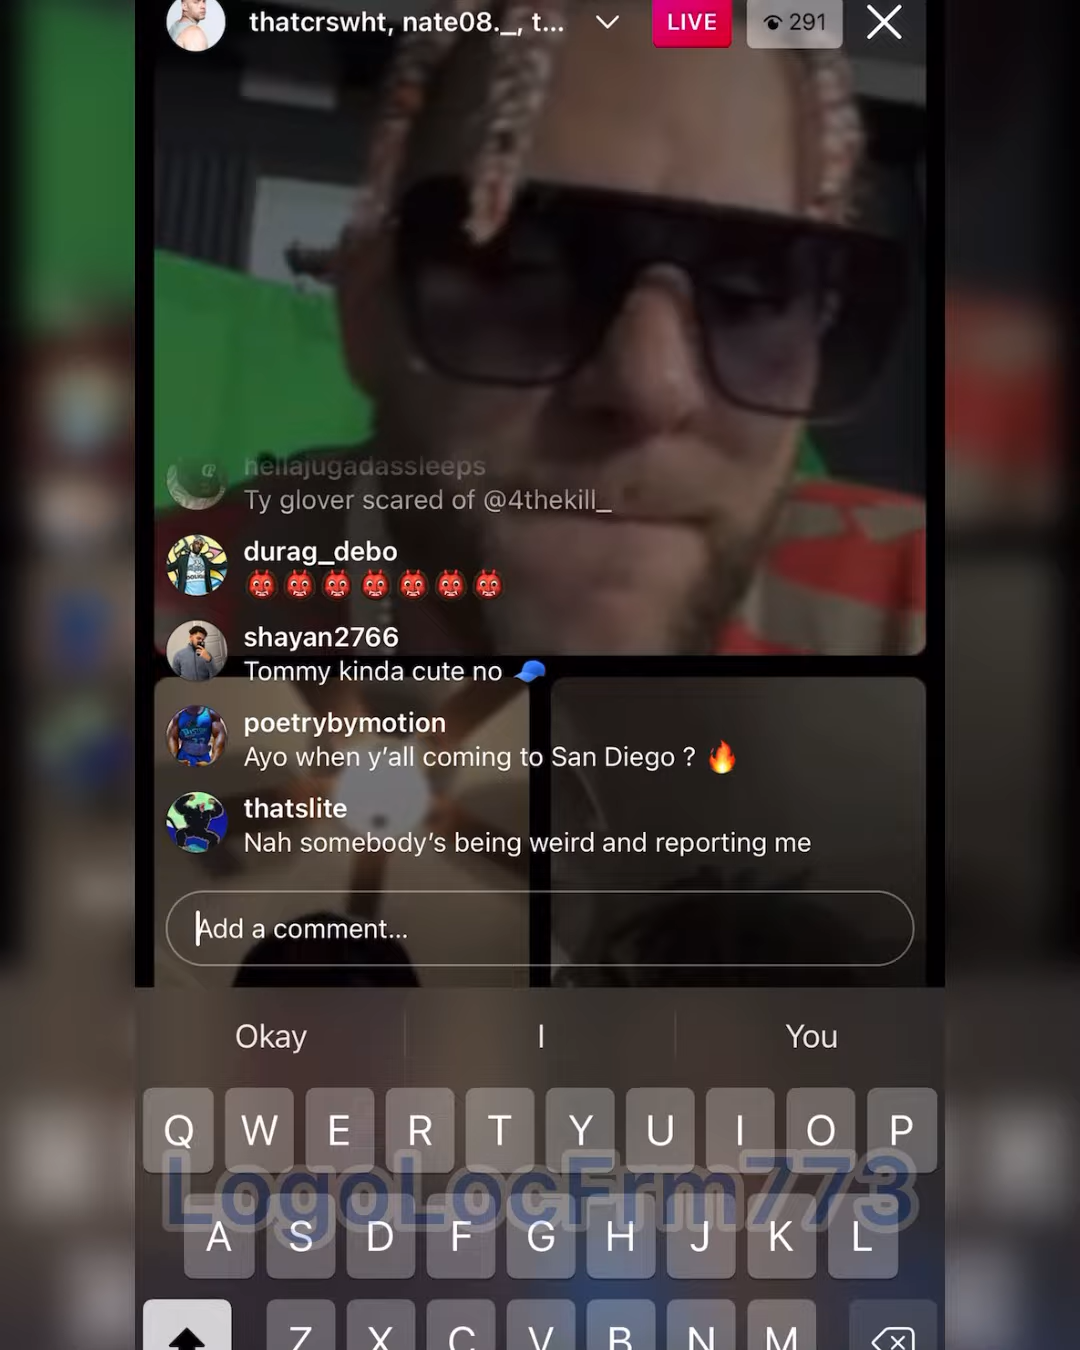 thatcrswht, nate08._, t...
LIVE
291
hellajugadassleeps
Ty glover scared of @4thekill_
durag_debo
👹👹👹👹👹👹👹
shayan2766
Tommy kinda cute no 🧢
poetrybymotion
Ayo when y’all coming to San Diego ? 🔥
thatslite
Nah somebody’s being weird and reporting me
Add a comment...
Okay
I
You
Q W E R T Y U I O P
LogoLocFrm773
A S D F G H J K L
Z X C V B N M